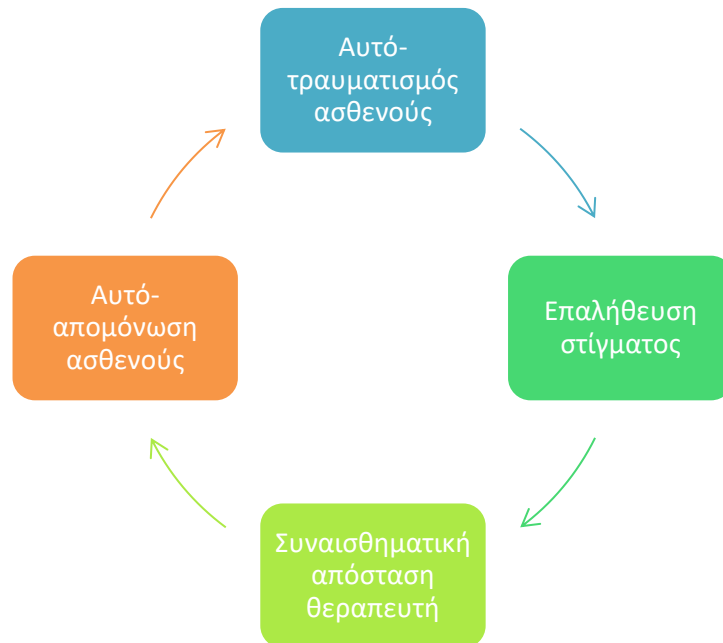 Αυτό-
τραυματισμός
ασθενούς
Επαλήθευση
στίγματος
Συναισθηματική
απόσταση
θεραπευτή
Αυτό-
απομόνωση
ασθενούς